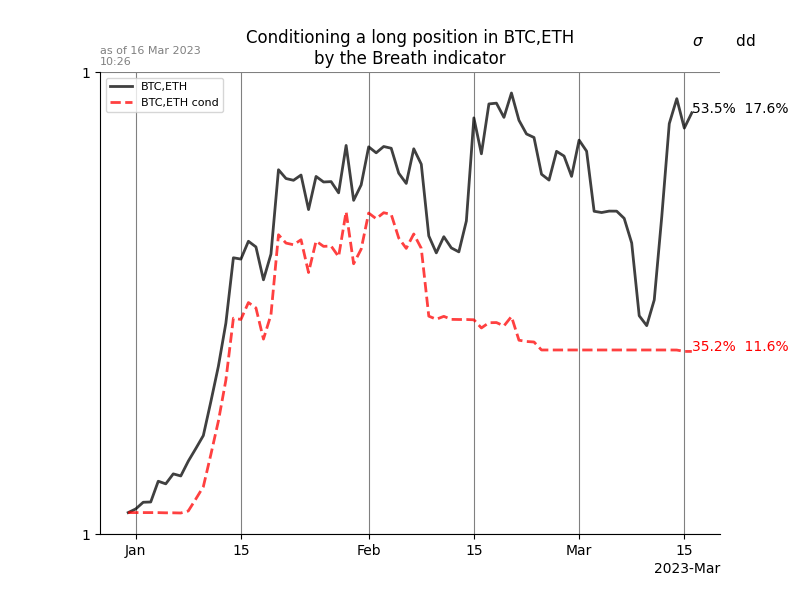 Conditioning a long position in BTC,ETH
by the Breath indicator
σ dd
as of 16 Mar 2023
10:26
1
BTC,ETH
BTC,ETH cond
53.5% 17.6%
35.2% 11.6%
1
Jan 15 Feb 15 Mar 15
2023-Mar